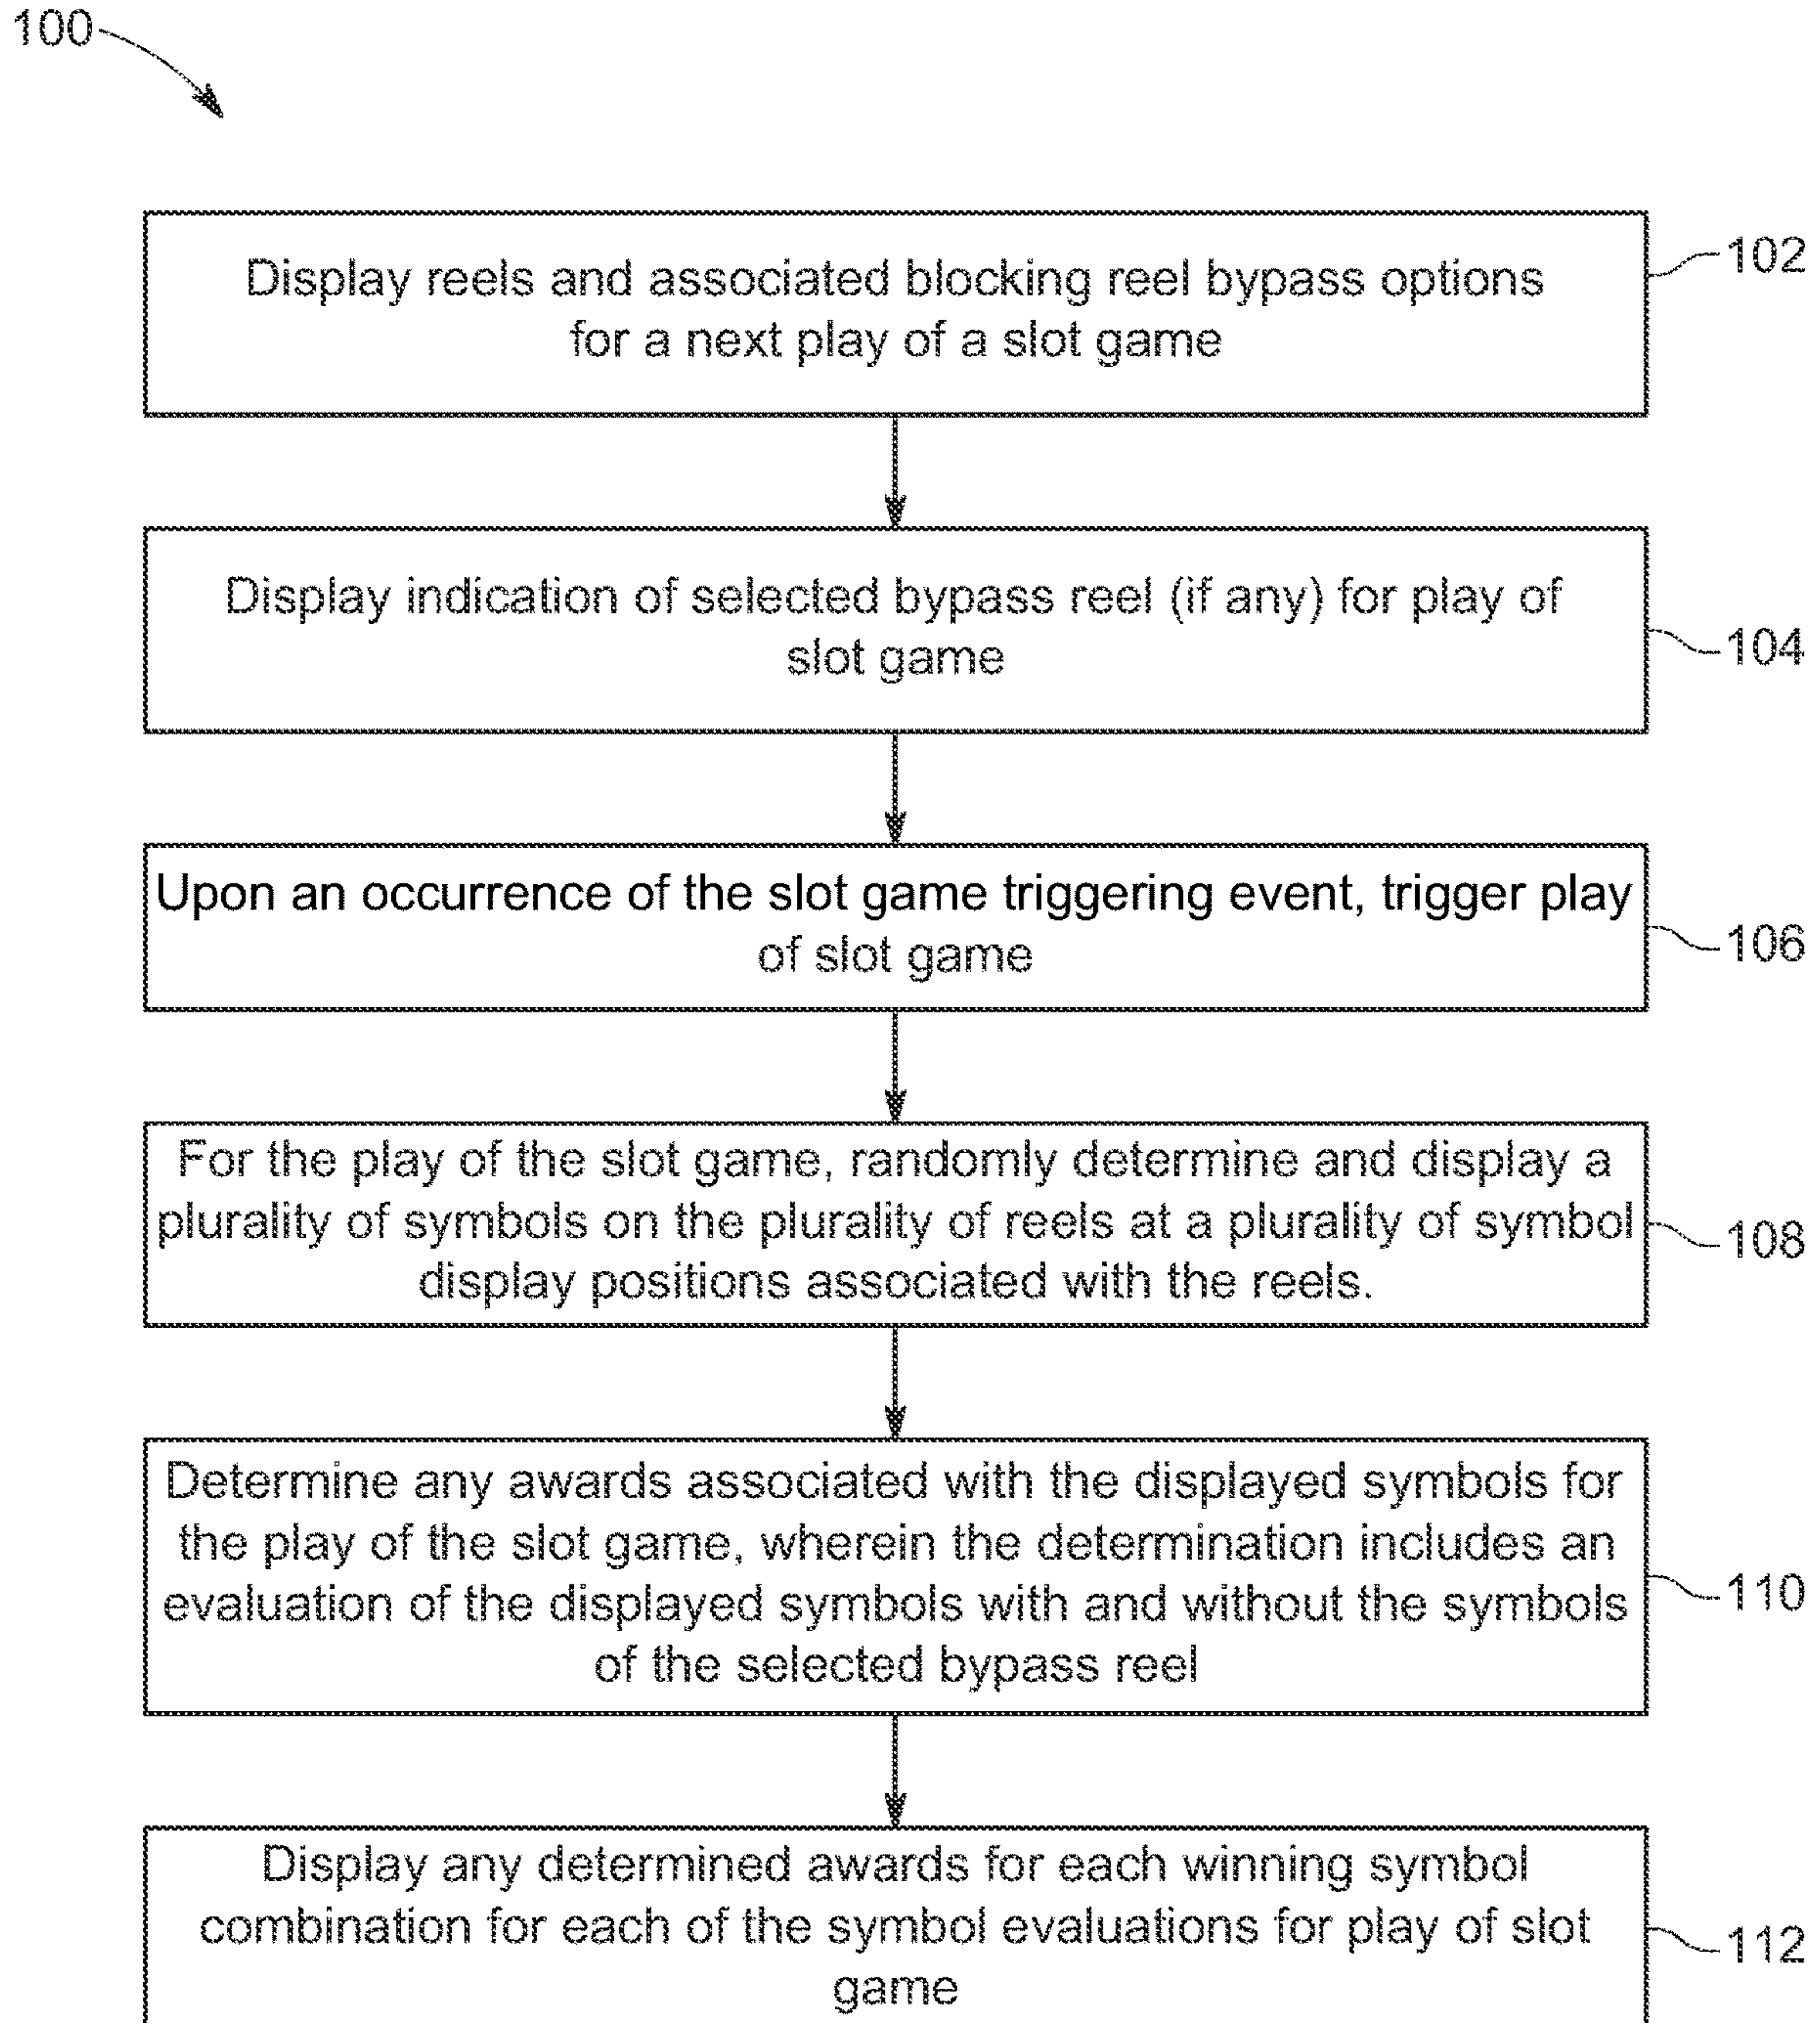 100
Display reels and associated blocking reel bypass options
for a next play of a slot game
102
Display indication of selected bypass reel (if any) for play of
slot game
104
Upon an occurrence of the slot game triggering event, trigger play
of slot game
106
For the play of the slot game, randomly determine and display a
plurality of symbols on the plurality of reels at a plurality of symbol
display positions associated with the reels.
108
Determine any awards associated with the displayed symbols for
the play of the slot game, wherein the determination includes an
evaluation of the displayed symbols with and without the symbols
of the selected bypass reel
110
Display any determined awards for each winning symbol
combination for each of the symbol evaluations for play of slot
game
112